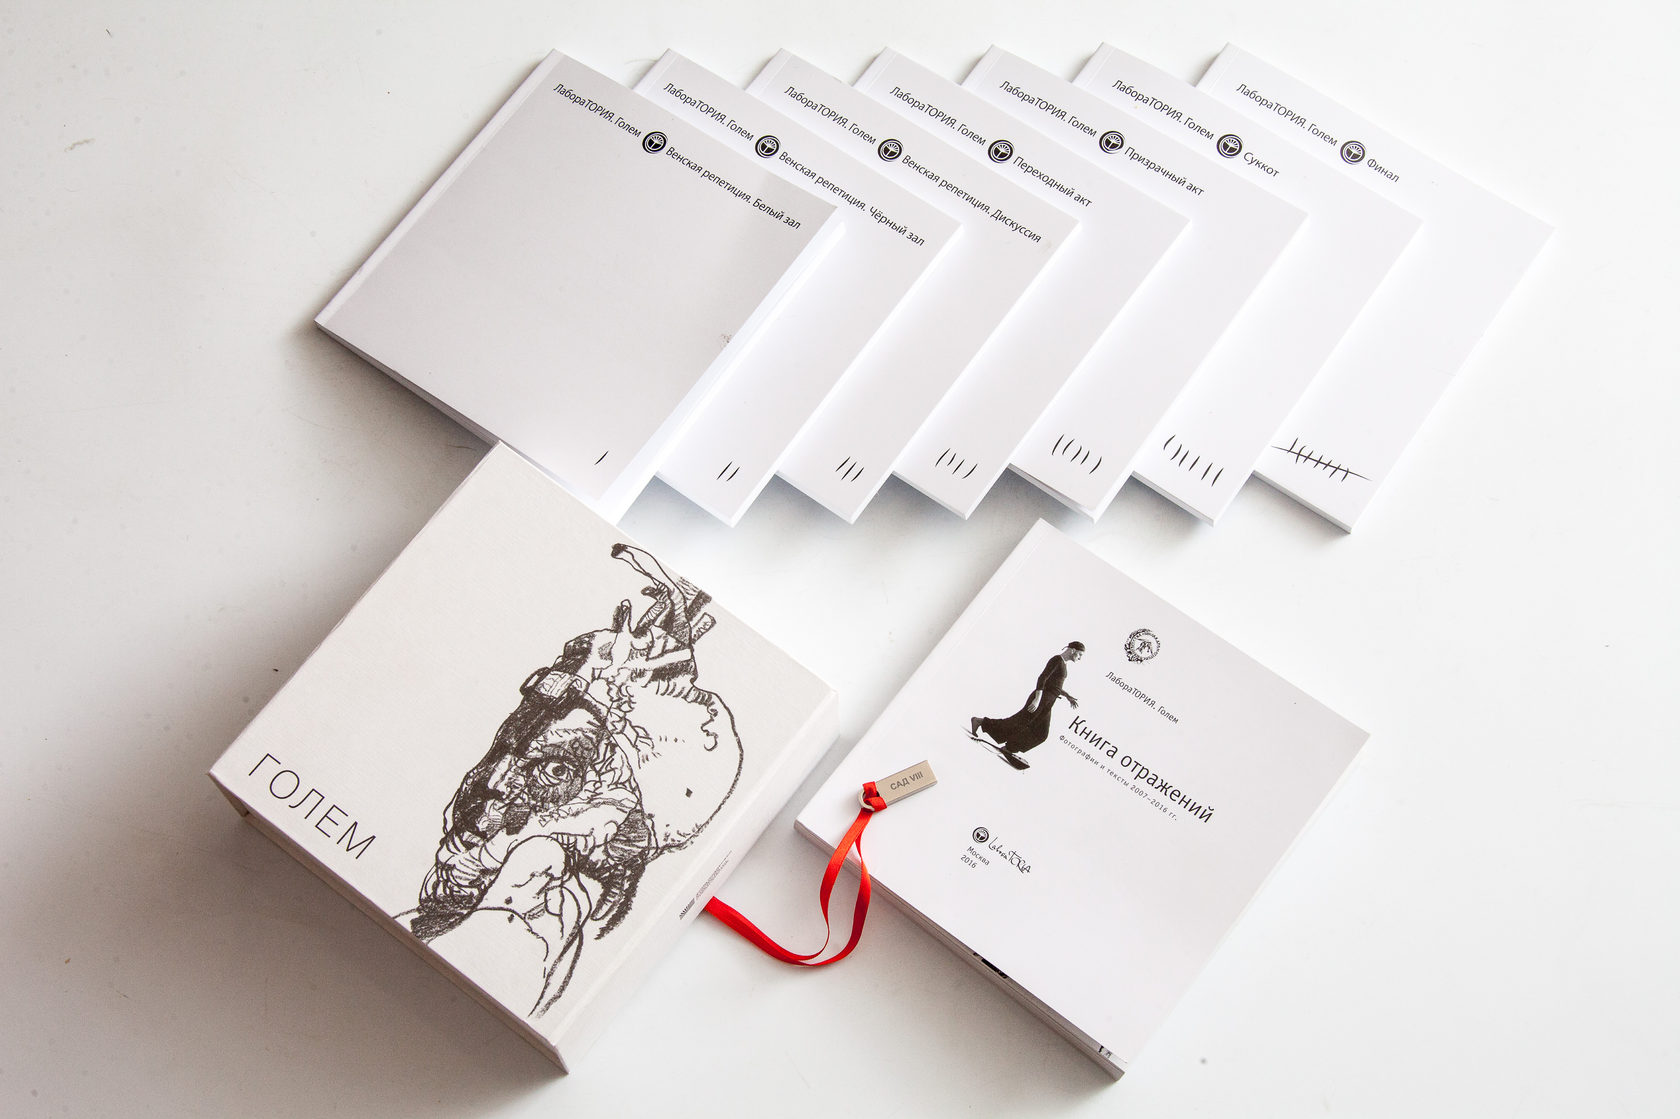 ЛабораТОРИЯ. Голем Венская репетиция. Белый зал
ЛабораТОРИЯ. Голем Венская репетиция. Чёрный зал
ЛабораТОРИЯ. Голем Венская репетиция. Дискуссия
ЛабораТОРИЯ. Голем Переходный акт
ЛабораТОРИЯ. Голем Призрачный акт
ЛабораТОРИЯ. Голем Суккот
ЛабораТОРИЯ. Голем Финал
ГОЛЕМ
ЛабораТОРИЯ. Голем
Книга отражений
Фотографии и тексты 2007–2016 гг.
САД VIII
Москва
2016